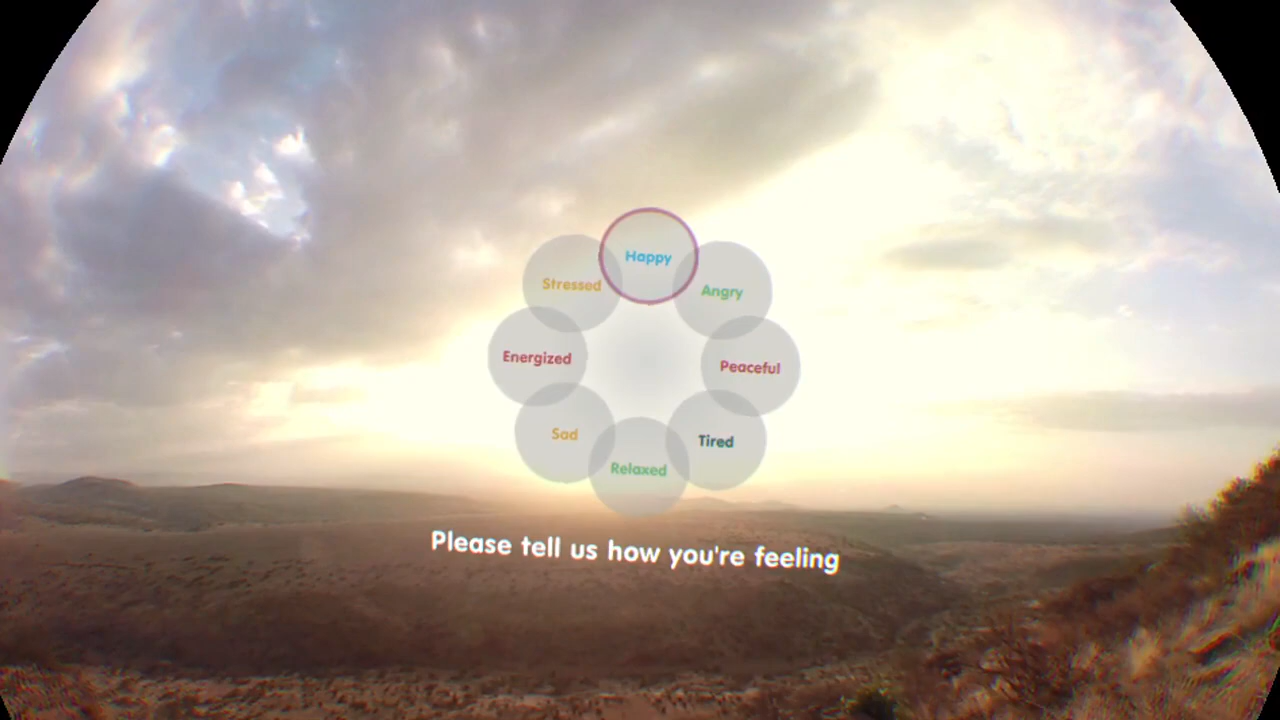 Happy
Stressed
Angry
Energized
Peaceful
Sad
Tired
Relaxed
Please tell us how you're feeling